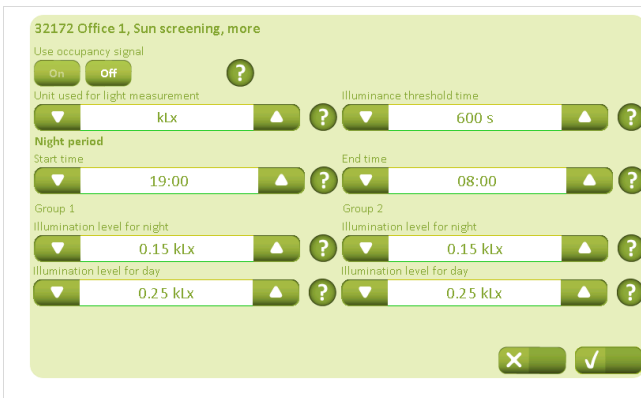 32172 Office 1, Sun screening, more
Use occupancy signal
On Off ?
Unit used for light measurement Illuminance threshold time
kLx ? 600 s ?
Night period
Start time End time
19:00 ? 08:00 ?
Group 1 Group 2
Illumination level for night Illumination level for night
0.15 kLx ? 0.15 kLx ?
Illumination level for day Illumination level for day
0.25 kLx ? 0.25 kLx ?